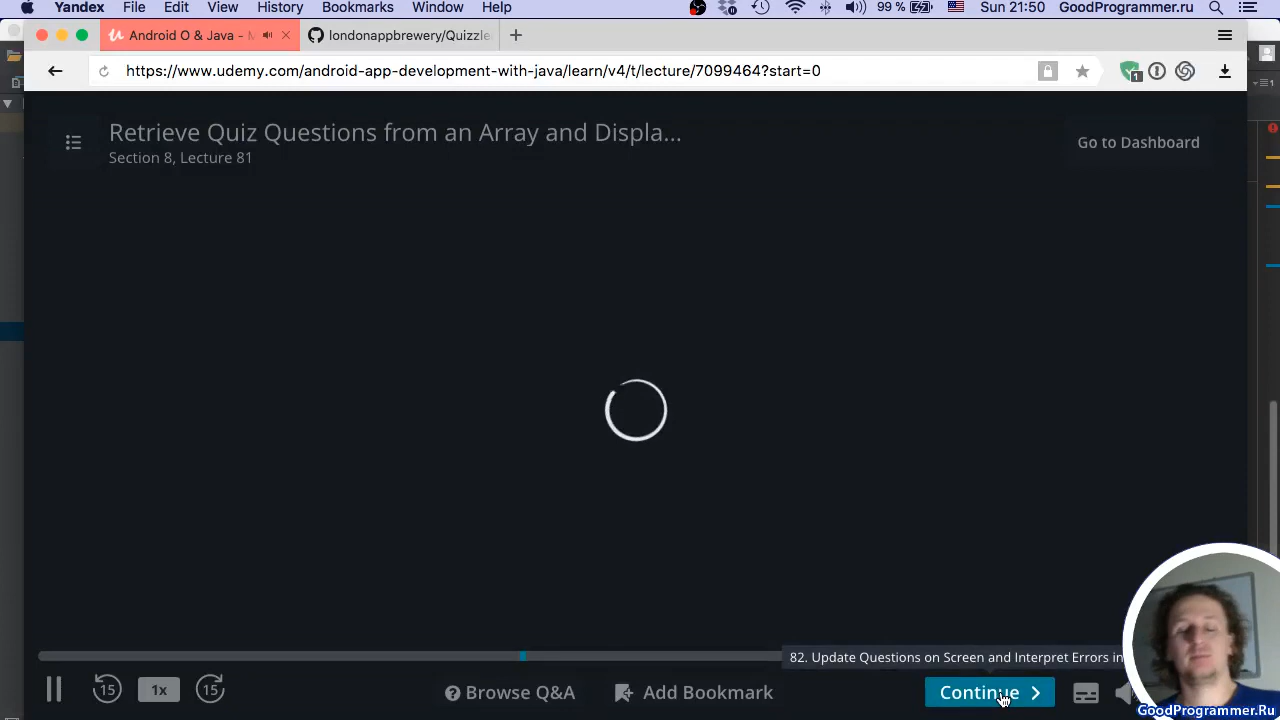 Yandex File Edit View History Bookmarks Window Help 99 % Sun 21:50 GoodProgrammer.ru
Android O & Java - londonappbrewery/Quizzle
https://www.udemy.com/android-app-development-with-java/learn/v4/t/lecture/7099464?start=0
1
Retrieve Quiz Questions from an Array and Displa...
Section 8, Lecture 81
Go to Dashboard
82. Update Questions on Screen and Interpret Errors in
15 1x 15 Browse Q&A Add Bookmark Continue
GoodProgrammer.Ru